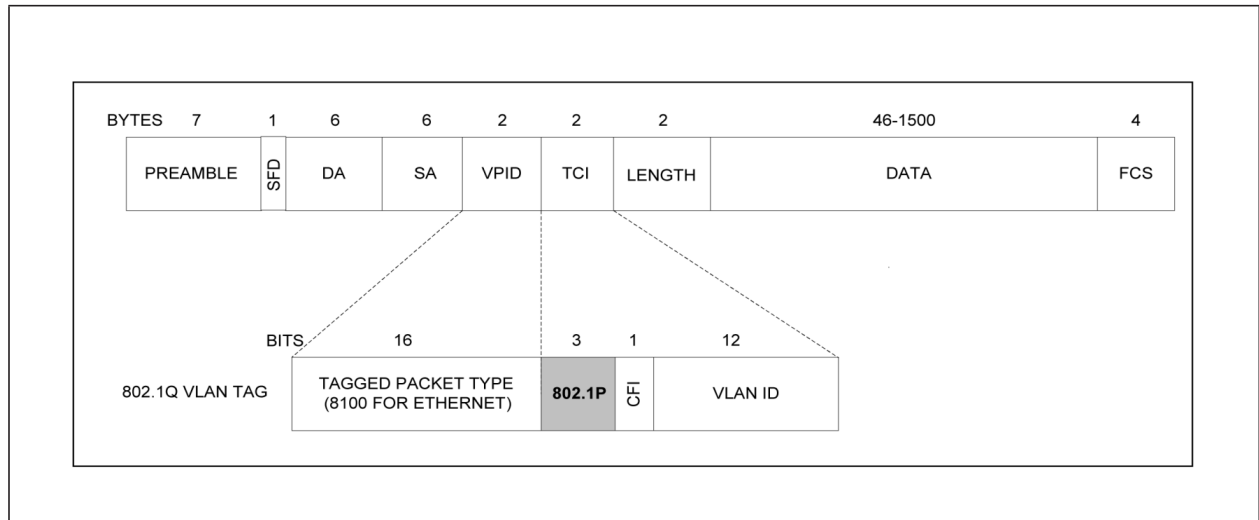 BYTES 7 1 6 6 2 2 2 46-1500 4
PREAMBLE SFD DA SA VPID TCI LENGTH DATA FCS
BITS 16 3 1 12
802.1Q VLAN TAG
TAGGED PACKET TYPE
(8100 FOR ETHERNET)
802.1P CFI VLAN ID